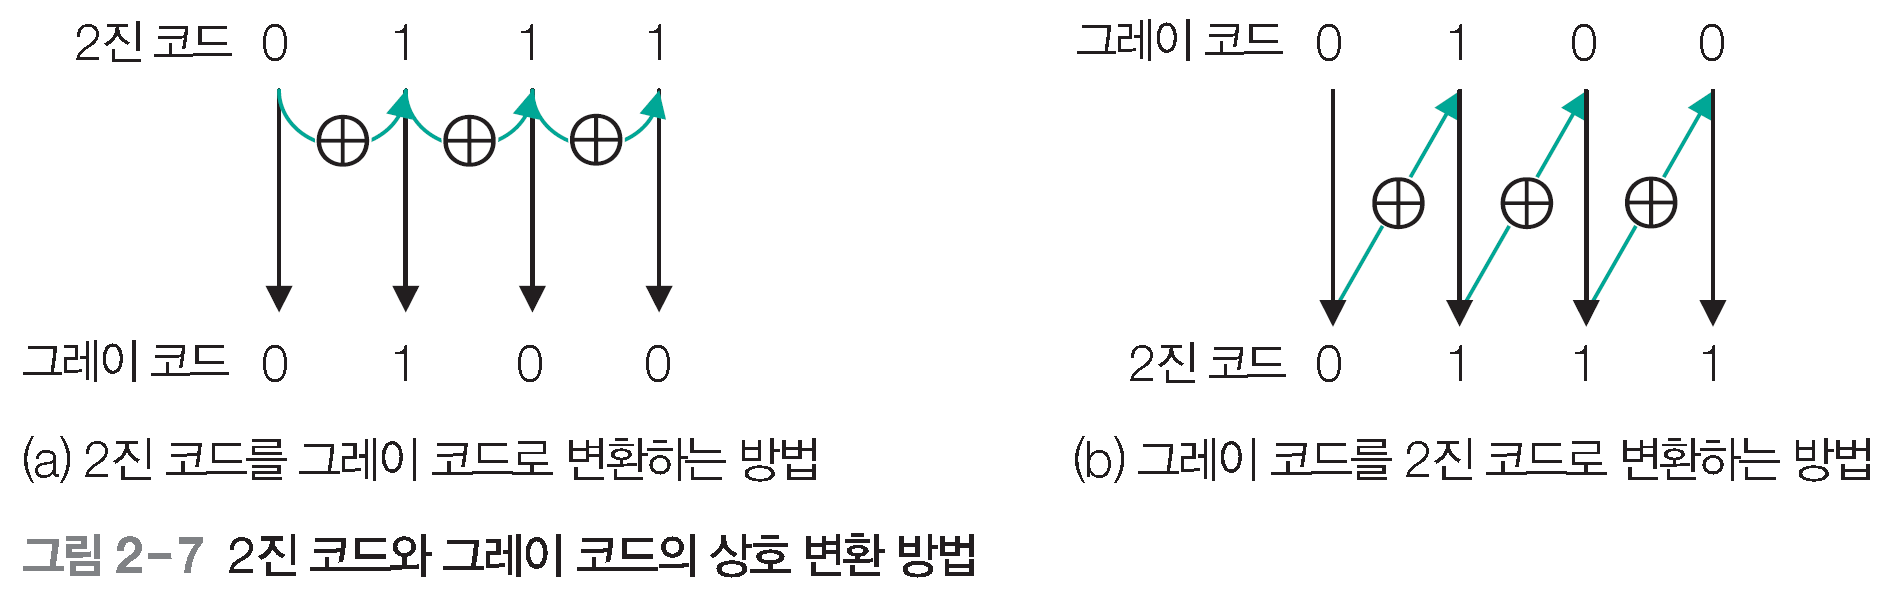 2진 코드 0 1 1 1
그레이 코드 0 1 0 0
(a) 2진 코드를 그레이 코드로 변환하는 방법
그레이 코드 0 1 0 0
2진 코드 0 1 1 1
(b) 그레이 코드를 2진 코드로 변환하는 방법
그림 2-7 2진 코드와 그레이 코드의 상호 변환 방법